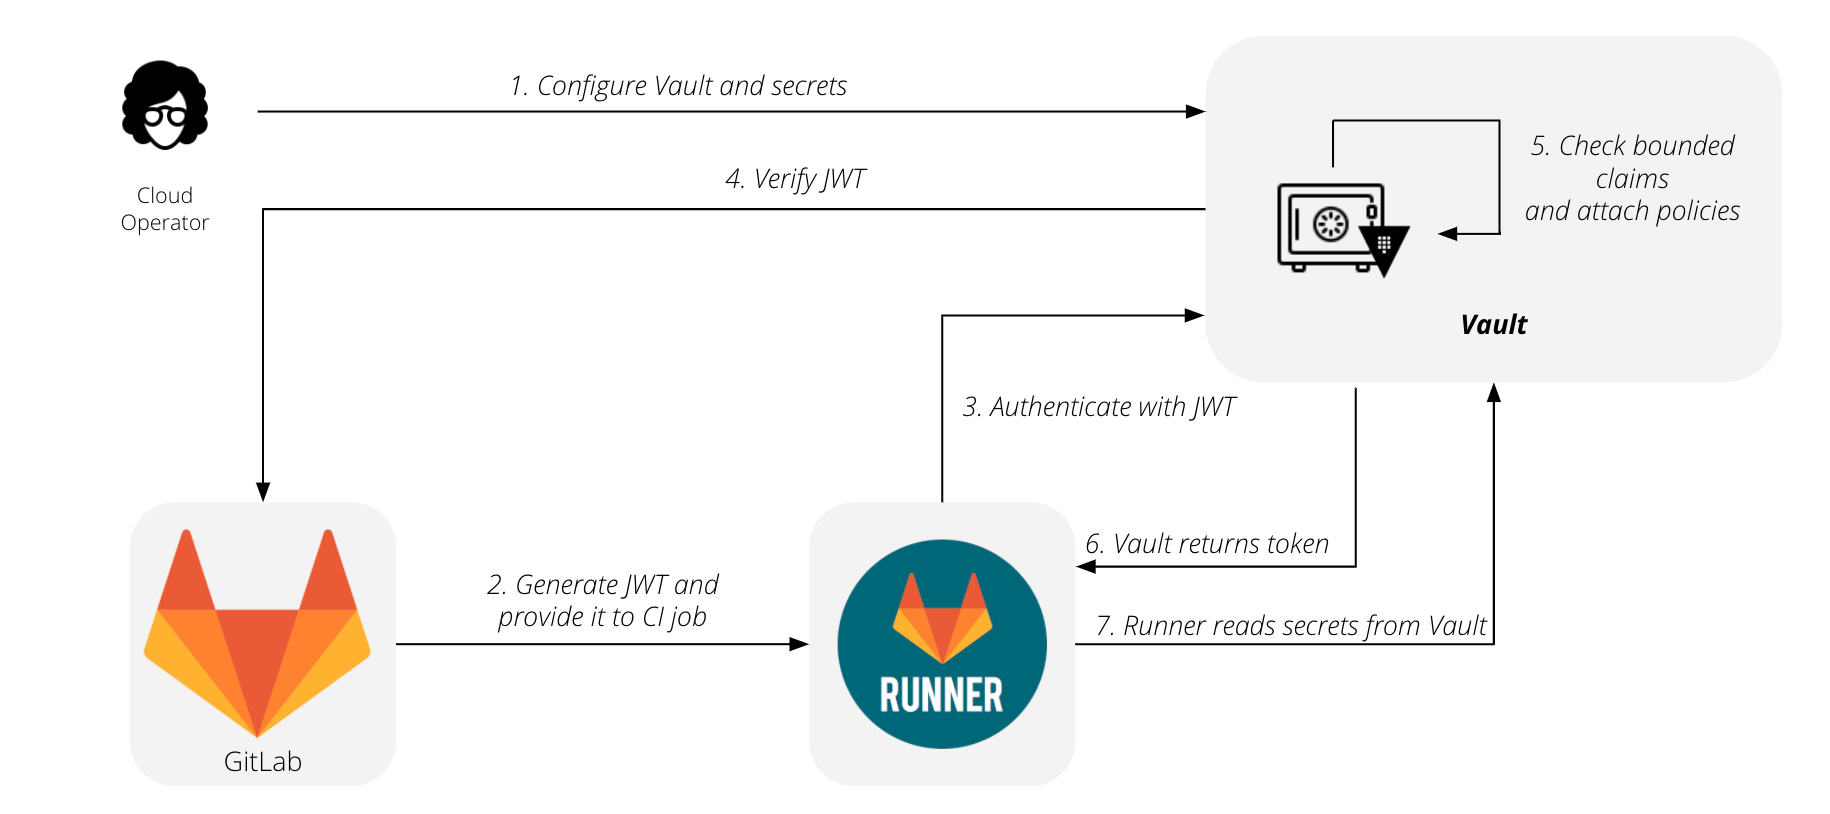 1. Configure Vault and secrets
Cloud
Operator
4. Verify JWT
5. Check bounded
claims
and attach policies
Vault
3. Authenticate with JWT
6. Vault returns token
2. Generate JWT and
provide it to CI job
7. Runner reads secrets from Vault
RUNNER
GitLab